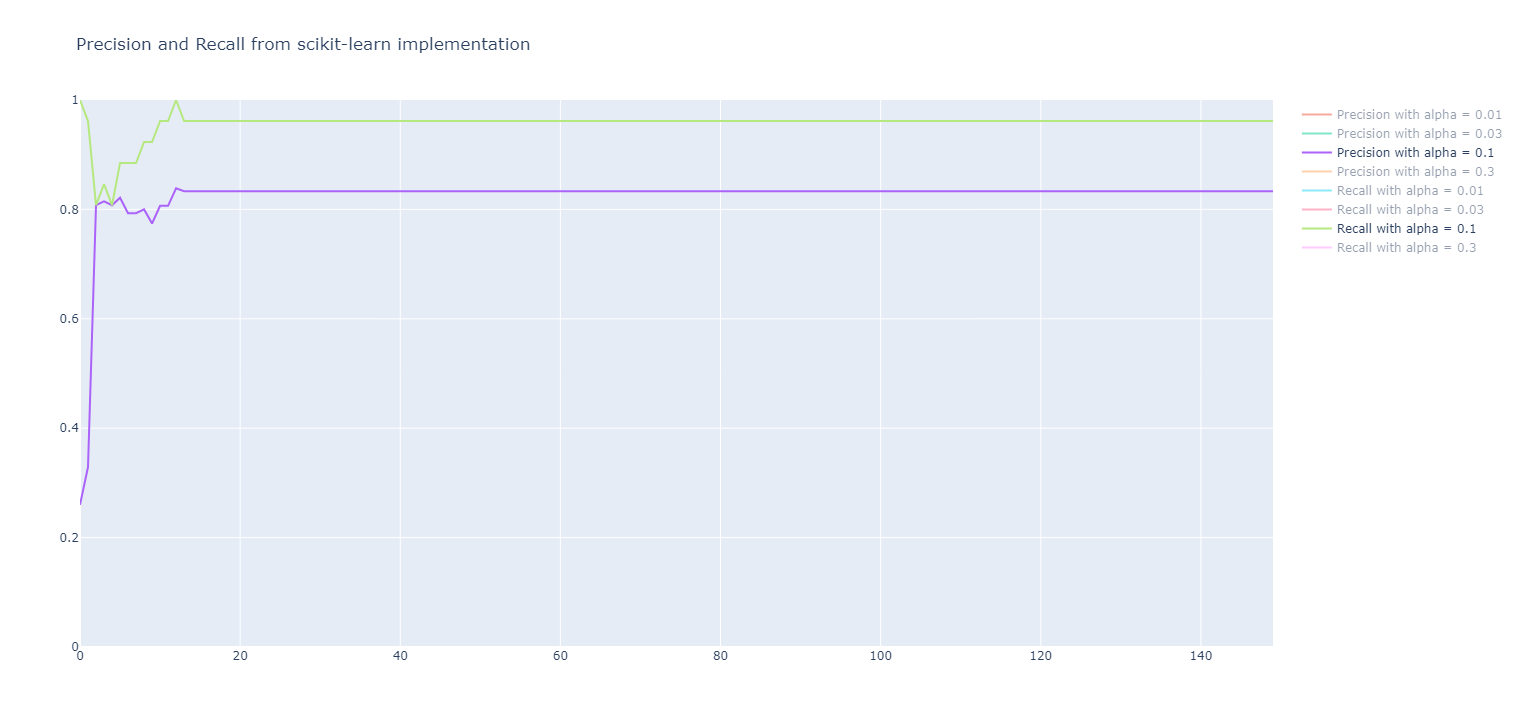 Precision and Recall from scikit-learn implementation
1
0.8
0.6
0.4
0.2
0
0 20 40 60 80 100 120 140
Precision with alpha = 0.01
Precision with alpha = 0.03
Precision with alpha = 0.1
Precision with alpha = 0.3
Recall with alpha = 0.01
Recall with alpha = 0.03
Recall with alpha = 0.1
Recall with alpha = 0.3